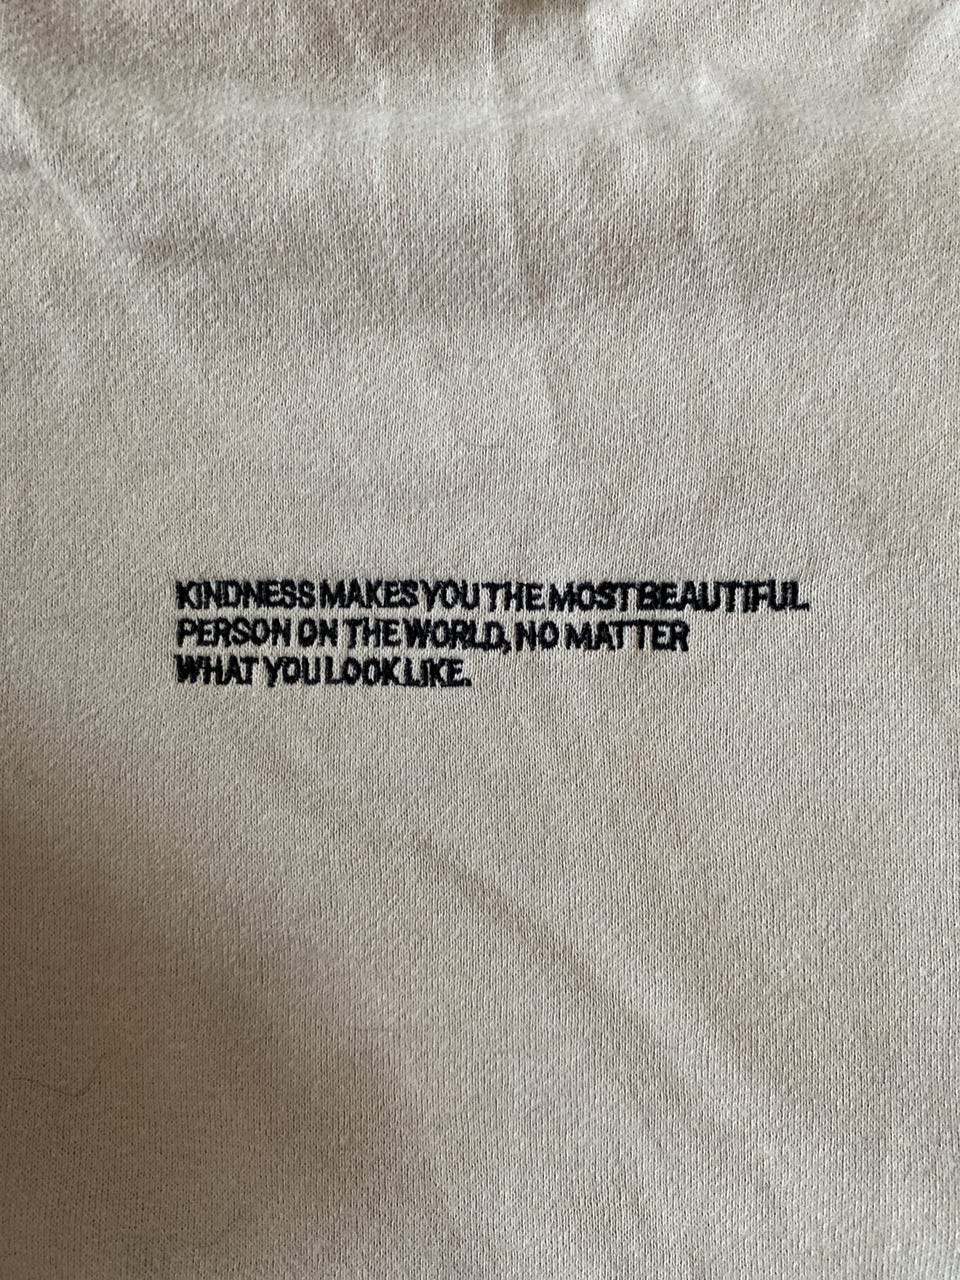 KINDNESS MAKES YOU THE MOST BEAUTIFUL
PERSON ON THE WORLD, NO MATTER
WHAT YOU LOOK LIKE.